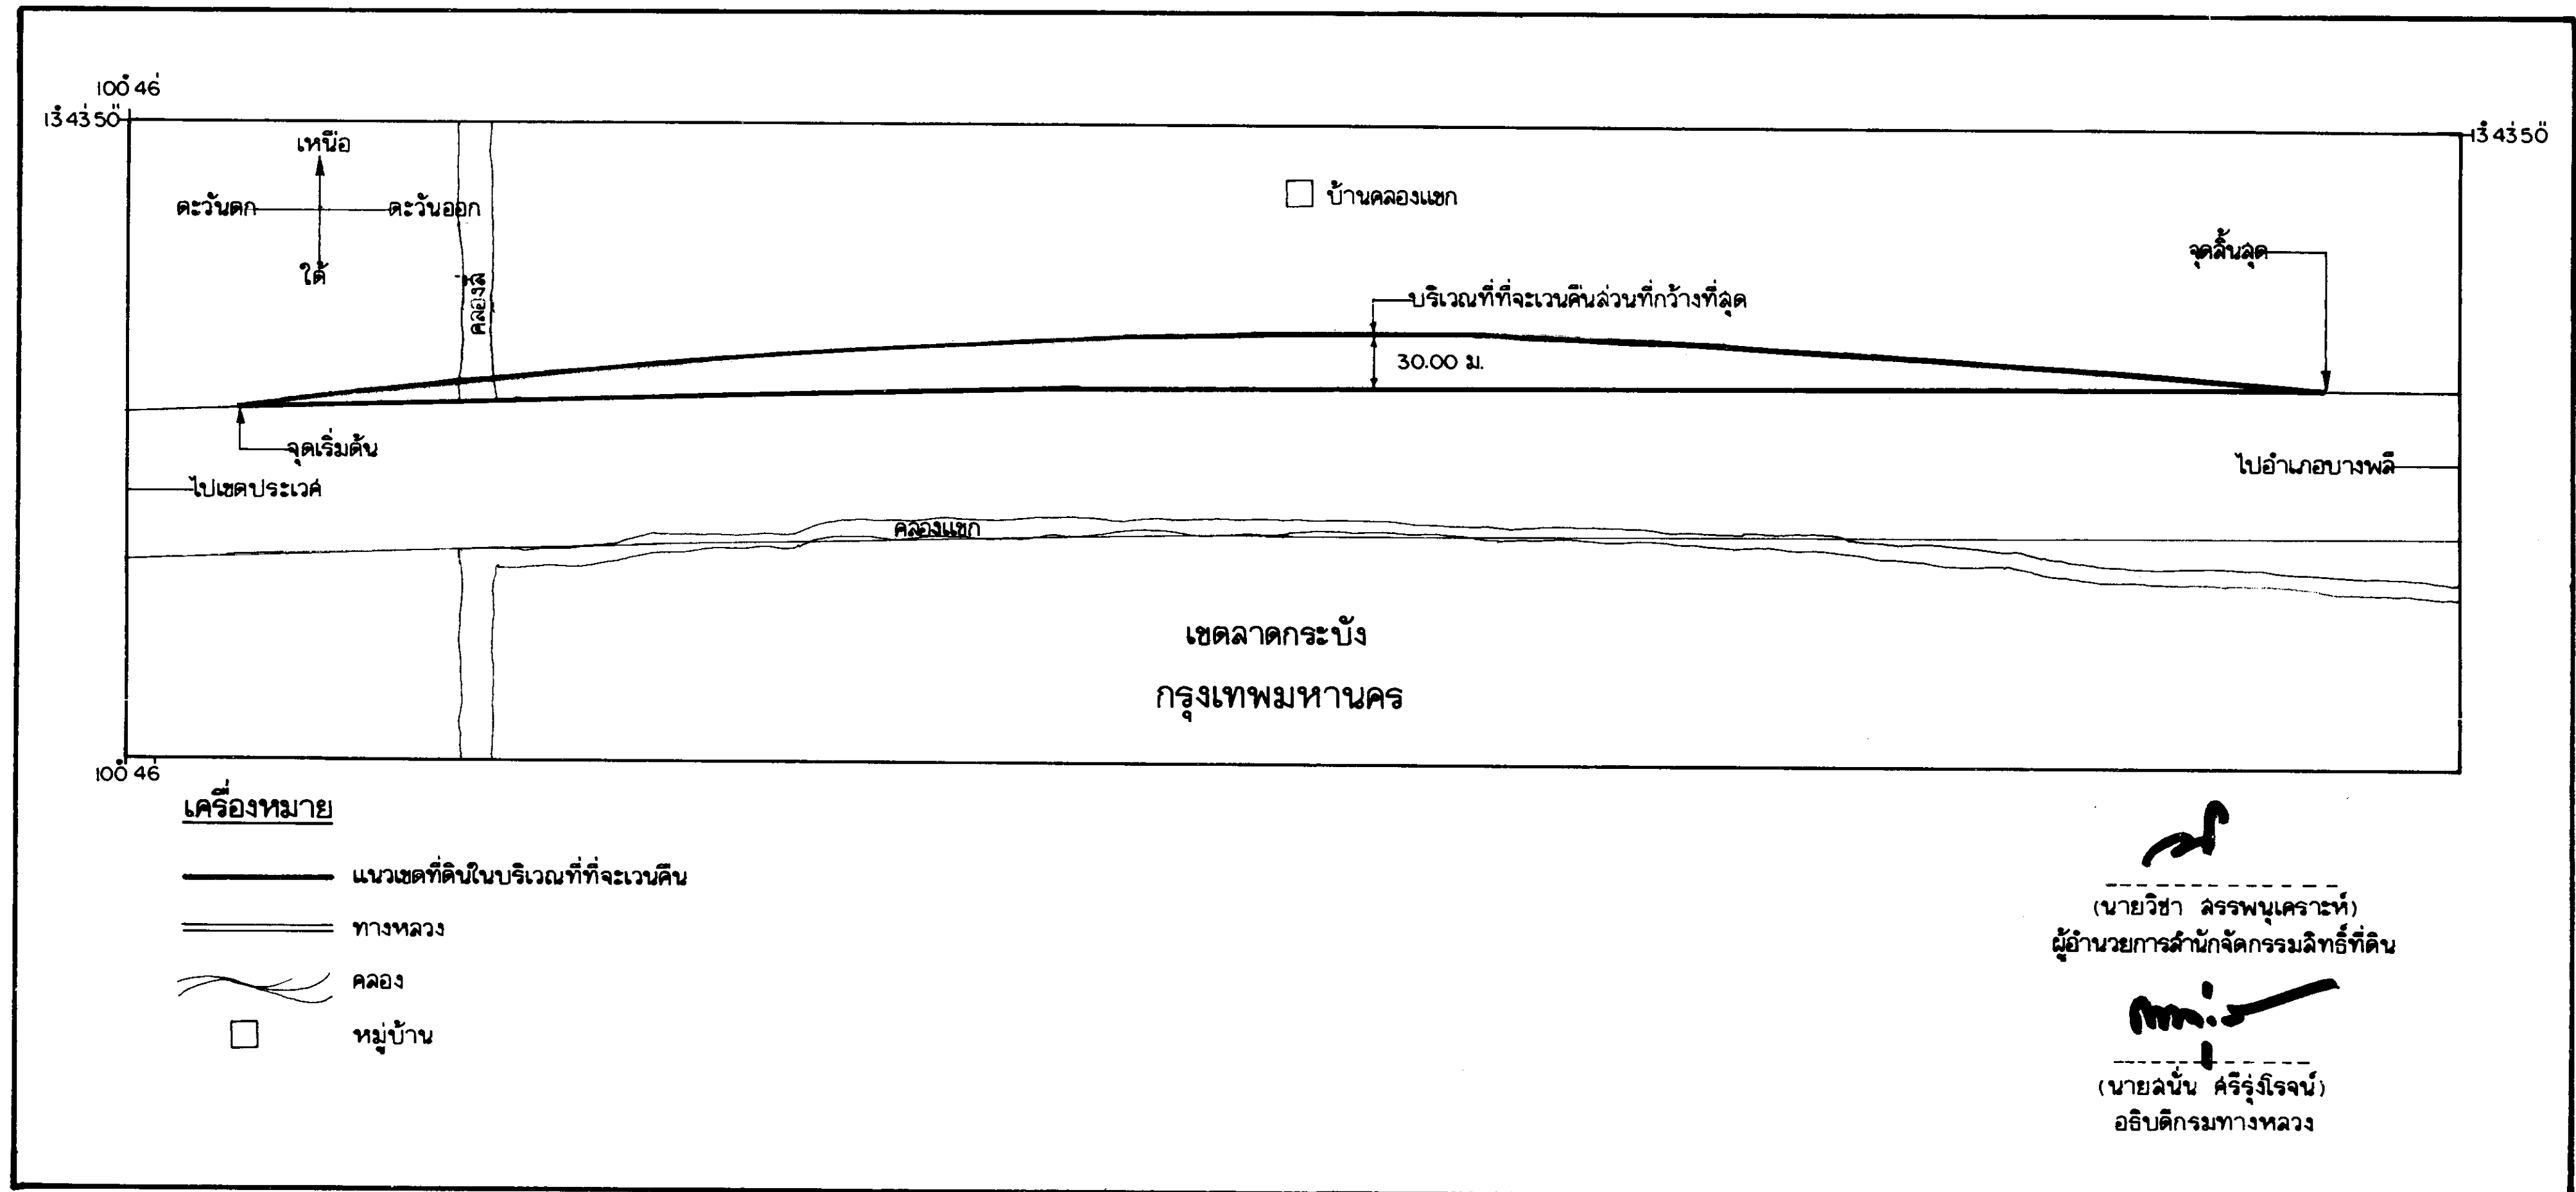 100° 46'
13° 43' 50"
13° 43' 50"
เหนือ
ตะวันตก
ตะวันออก
ใต้
บ้านคลองแขก
จุดสิ้นสุด
บริเวณที่ที่จะเวนคืนส่วนที่กว้างที่สุด
30.00 ม.
จุดเริ่มต้น
ไปเขตประเวศ
ไปอำเภอบางพลี
คลองแขก
เขตลาดกระบัง
กรุงเทพมหานคร
100° 46'
เครื่องหมาย
แนวเขตที่ดินในบริเวณที่ที่จะเวนคืน
ทางหลวง
คลอง
หมู่บ้าน
(นายวิชา สรรพนุเคราะห์)
ผู้อำนวยการสำนักจัดกรรมสิทธิ์ที่ดิน
(นายสนั่น ศรีรุ่งโรจน์)
อธิบดีกรมทางหลวง